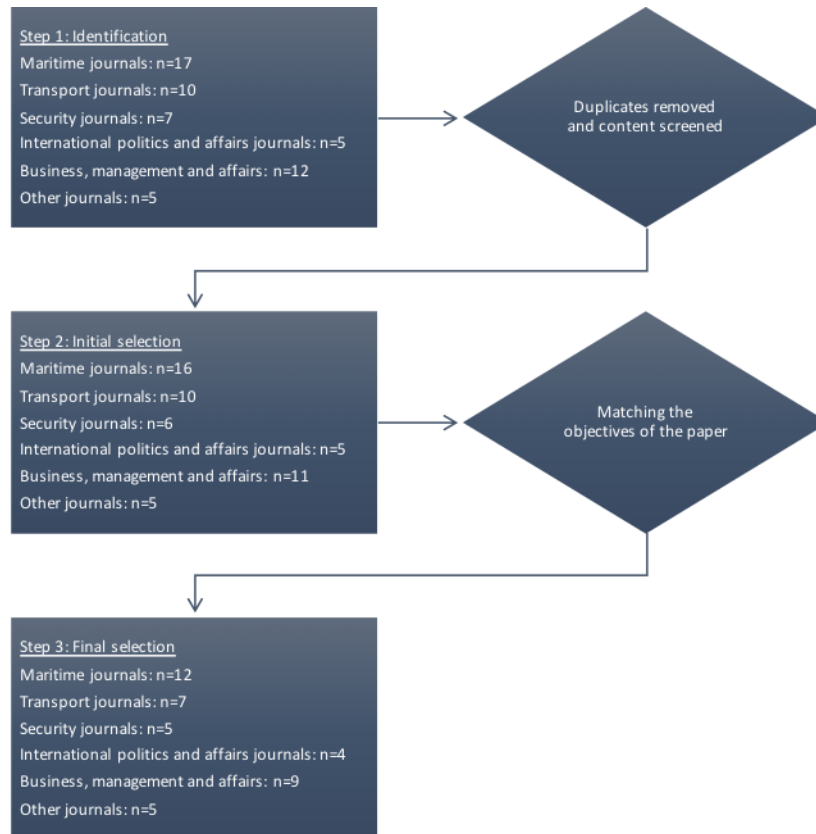 Step 1: Identification
Maritime journals: n=17
Transport journals: n=10
Security journals: n=7
International politics and affairs journals: n=5
Business, management and affairs: n=12
Other journals: n=5
Duplicates removed
and content screened
Step 2: Initial selection
Maritime journals: n=16
Transport journals: n=10
Security journals: n=6
International politics and affairs journals: n=5
Business, management and affairs: n=11
Other journals: n=5
Matching the
objectives of the paper
Step 3: Final selection
Maritime journals: n=12
Transport journals: n=7
Security journals: n=5
International politics and affairs journals: n=4
Business, management and affairs: n=9
Other journals: n=5